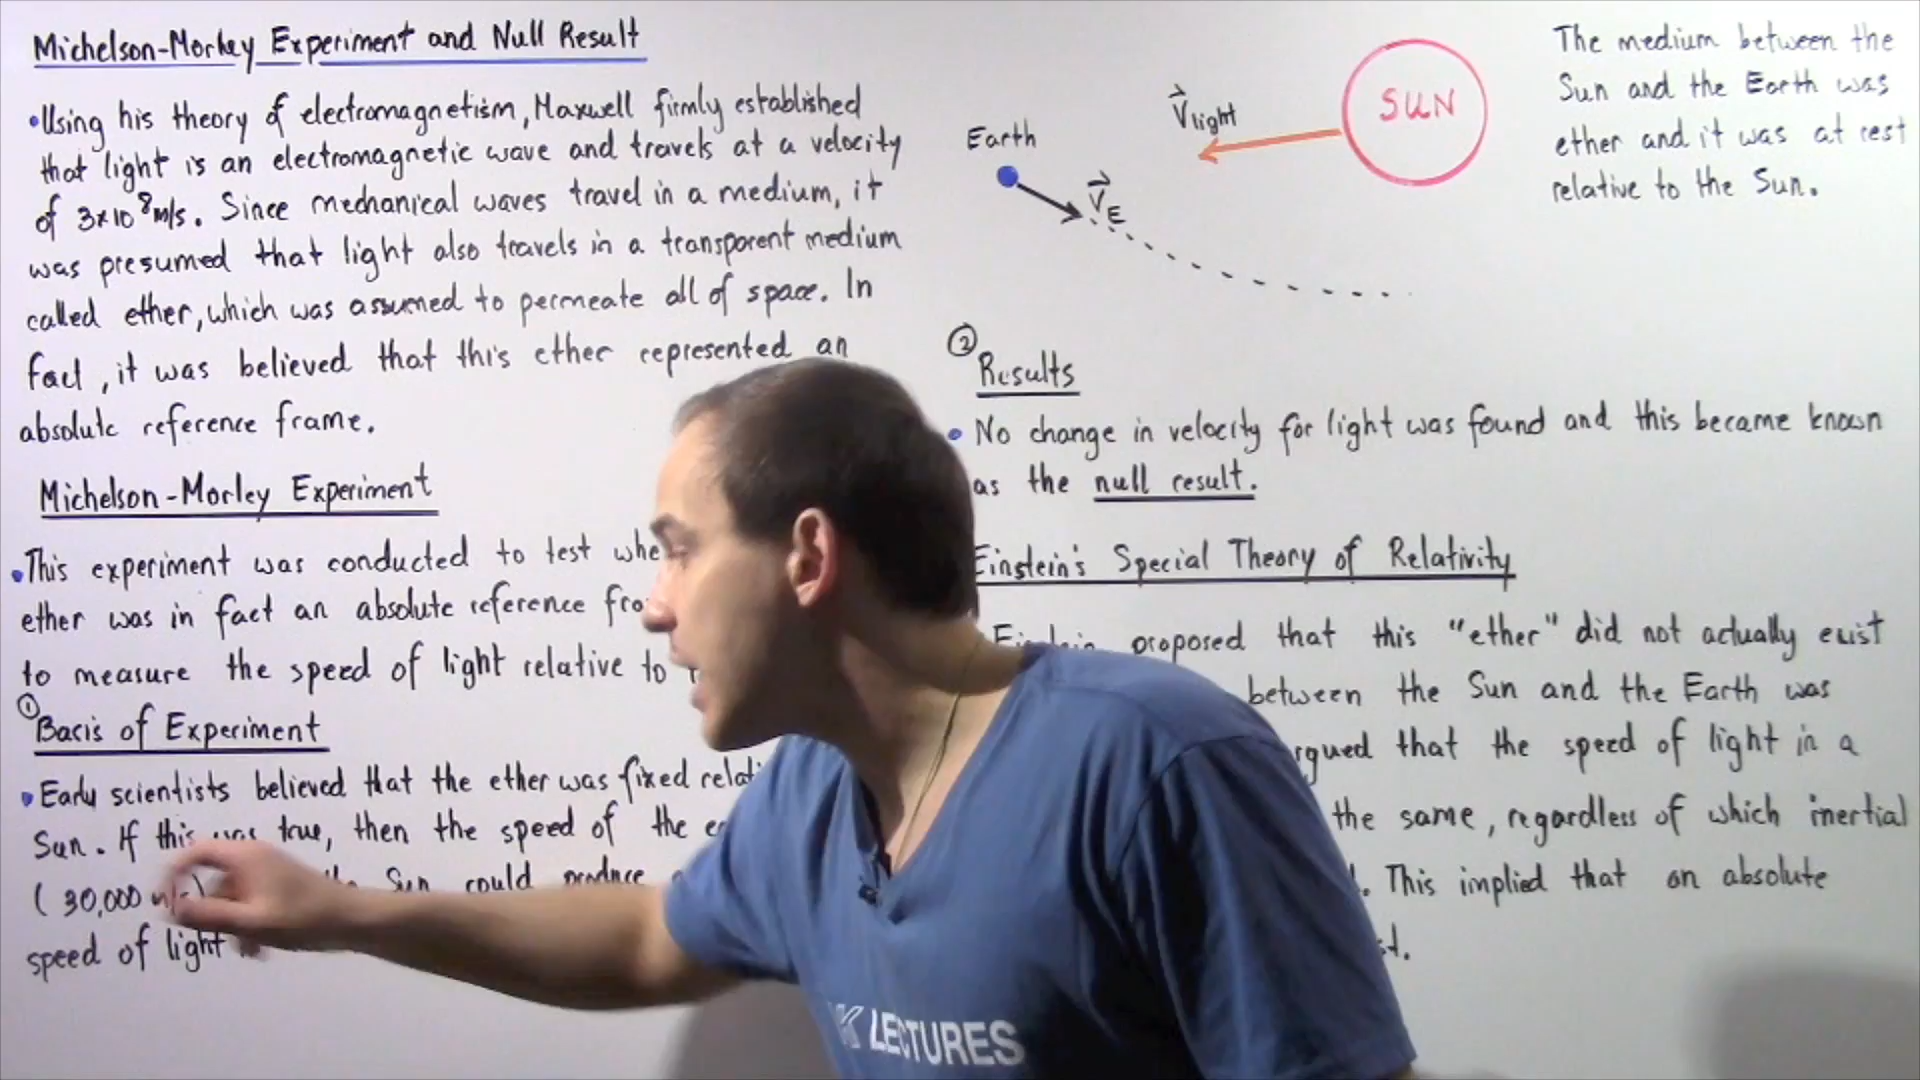 Michelson-Morley Experiment and Null Result
•Using his theory of electromagnetism, Maxwell firmly established
that light is an electromagnetic wave and travels at a velocity
of 3×10⁸m/s. Since mechanical waves travel in a medium, it
was presumed that light also travels in a transparent medium
called ether, which was assumed to permeate all of space. In
fact, it was believed that this ether represented an
absolute reference frame.
Michelson-Morley Experiment
•This experiment was conducted to test
ether was in fact an absolute reference
to measure the speed of light relative to
①
Basis of Experiment
•Early scientists believed that the ether was fixed
Sun. If this was true, then the speed of the
(30,000 Sun could produce
speed of light
Earth
V⃗E
V⃗light
SUN
The medium between the
Sun and the Earth was
ether and it was at rest
relative to the Sun.
②
Results
• No change in velocity for light was found and this became known
as the null result.
Einstein's Special Theory of Relativity
Einstein proposed that this "ether" did not actually exist
between the Sun and the Earth was
that the speed of light in a
the same, regardless of which inertial
This implied that an absolute
LECTURES